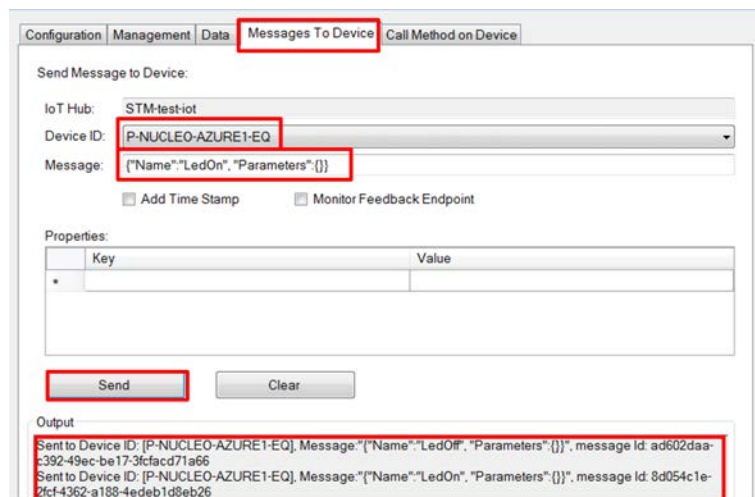 Configuration Management Data Messages To Device Call Method on Device
Send Message to Device:
IoT Hub: STM-test-iot
Device ID: P-NUCLEO-AZURE1-EQ
Message: {"Name":"LedOn", "Parameters":{}}
Add Time Stamp Monitor Feedback Endpoint
Properties:
Key Value
*
Send Clear
Output
Sent to Device ID: [P-NUCLEO-AZURE1-EQ], Message:"{"Name":"LedOff", "Parameters":{}}", message Id: ad602daa-
c392-49ec-be17-3fcfacd71a66
Sent to Device ID: [P-NUCLEO-AZURE1-EQ], Message:"{"Name":"LedOn", "Parameters":{}}", message Id: 8d054c1e-
2fcf-4362-a188-4edeb1d8eb26